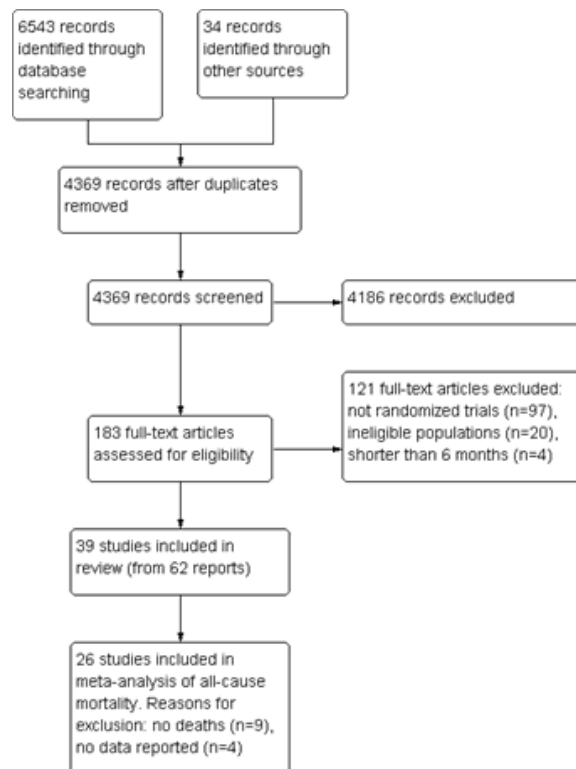 6543 records
identified through
database
searching
34 records
identified through
other sources
4369 records after duplicates
removed
4369 records screened
4186 records excluded
121 full-text articles excluded:
not randomized trials (n=97),
ineligible populations (n=20),
shorter than 6 months (n=4)
183 full-text articles
assessed for eligibility
39 studies included in
review (from 62 reports)
26 studies included in
meta-analysis of all-cause
mortality. Reasons for
exclusion: no deaths (n=9),
no data reported (n=4)